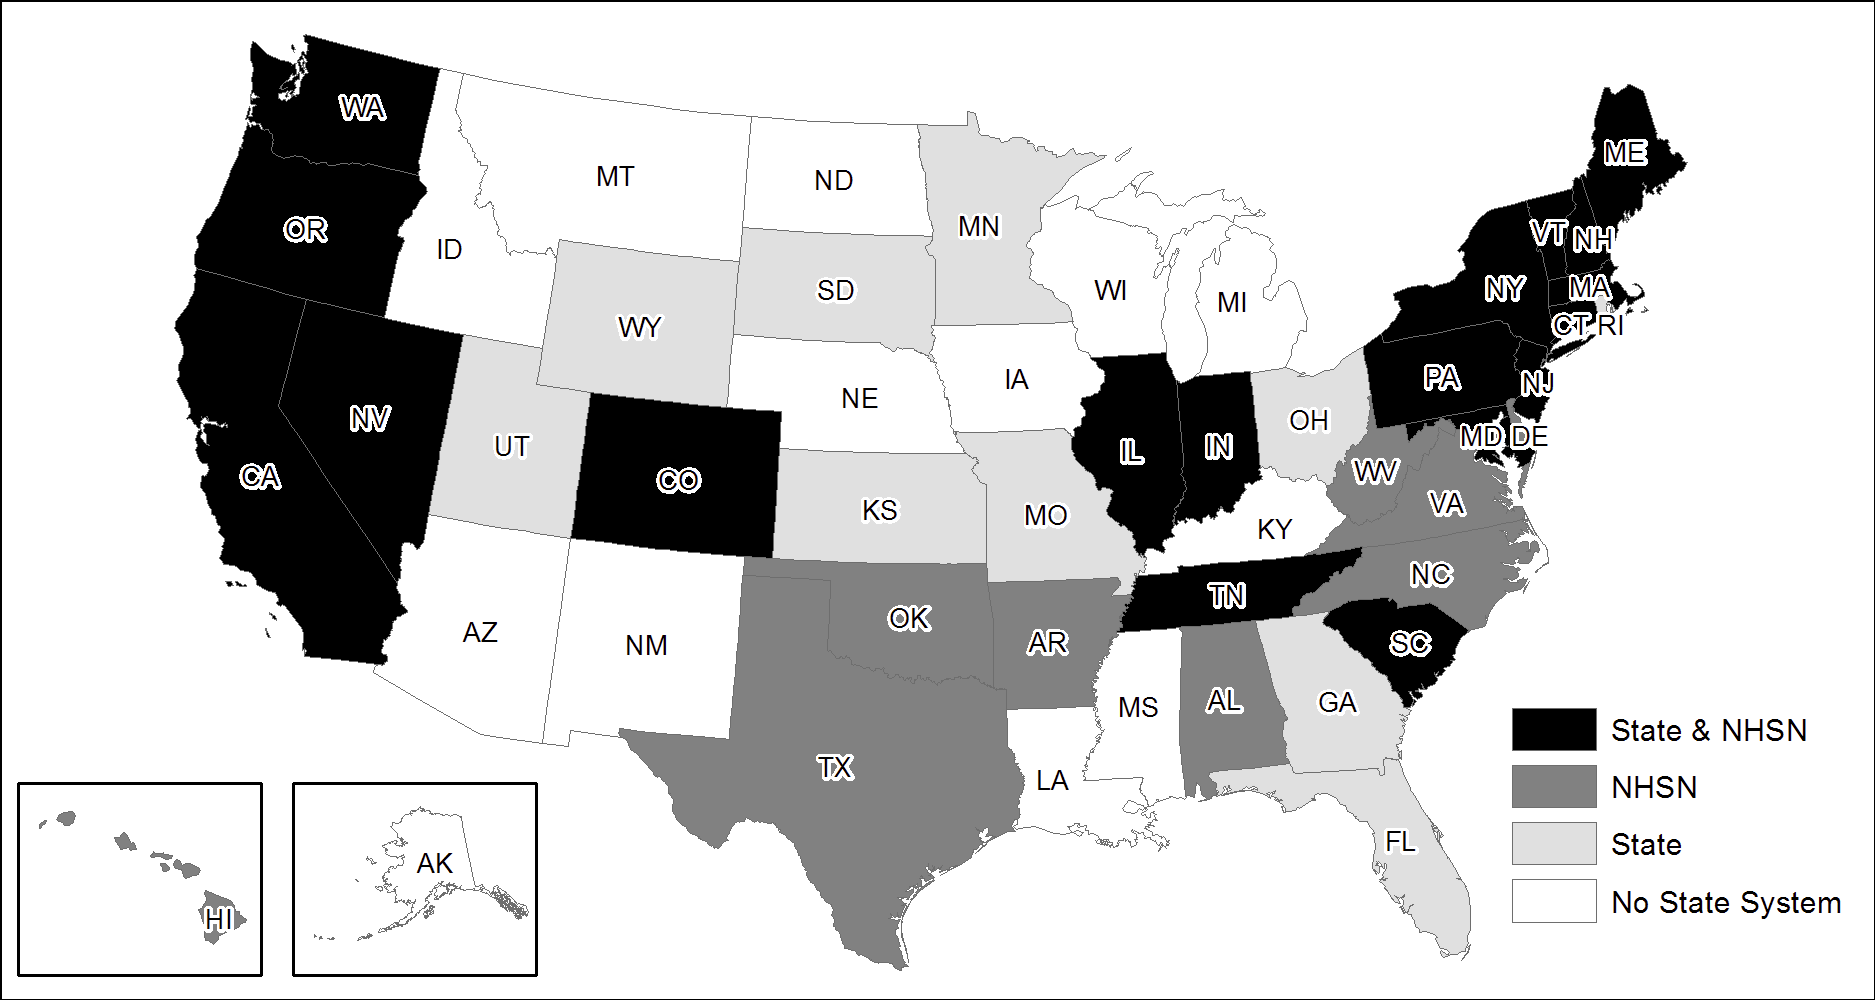 WA
ME
MT
ND
MN
OR
VT
NH
ID
SD
WI
MI
NY
MA
WY
CT
RI
IA
PA
NJ
NE
NV
OH
UT
IL
IN
MD
DE
CA
CO
WV
KS
MO
VA
KY
NC
TN
OK
AR
AZ
NM
SC
MS
AL
GA
TX
LA
FL
AK
HI
State & NHSN
NHSN
State
No State System